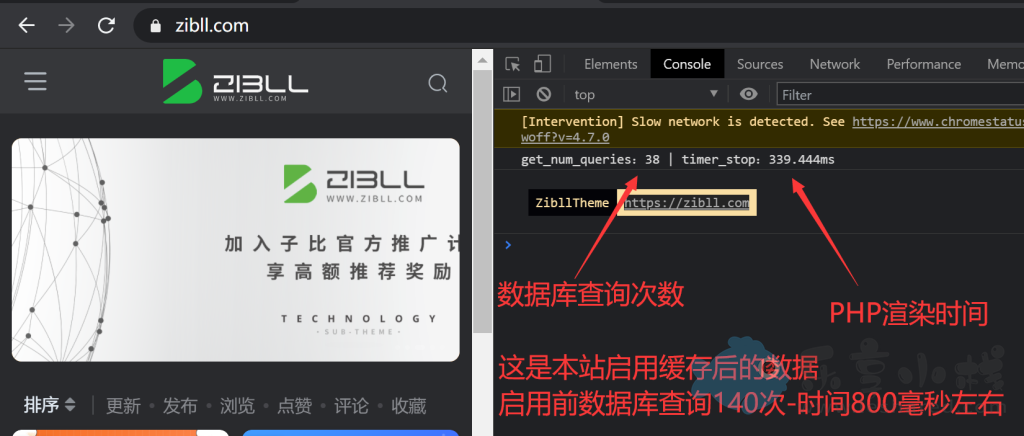 zibll.com
ZIBLL
WWW.ZIBLL.COM
ZIBLL
WWW.ZIBLL.COM
加入子比官方推广计
享高额推荐奖励
TECHNOLOGY
·SUB-THEME·
排序 更新 • 发布 • 浏览 • 点赞 • 评论 • 收藏
Elements Console Sources Network Performance Memo
top Filter
[Intervention] Slow network is detected. See https://www.chromestatus
woff?v=4.7.0
get_num_queries: 38 | timer_stop: 339.444ms
ZibllTheme https://zibll.com
数据库查询次数
PHP渲染时间
这是本站启用缓存后的数据
启用前数据库查询140次-时间800毫秒左右
乐享小栈